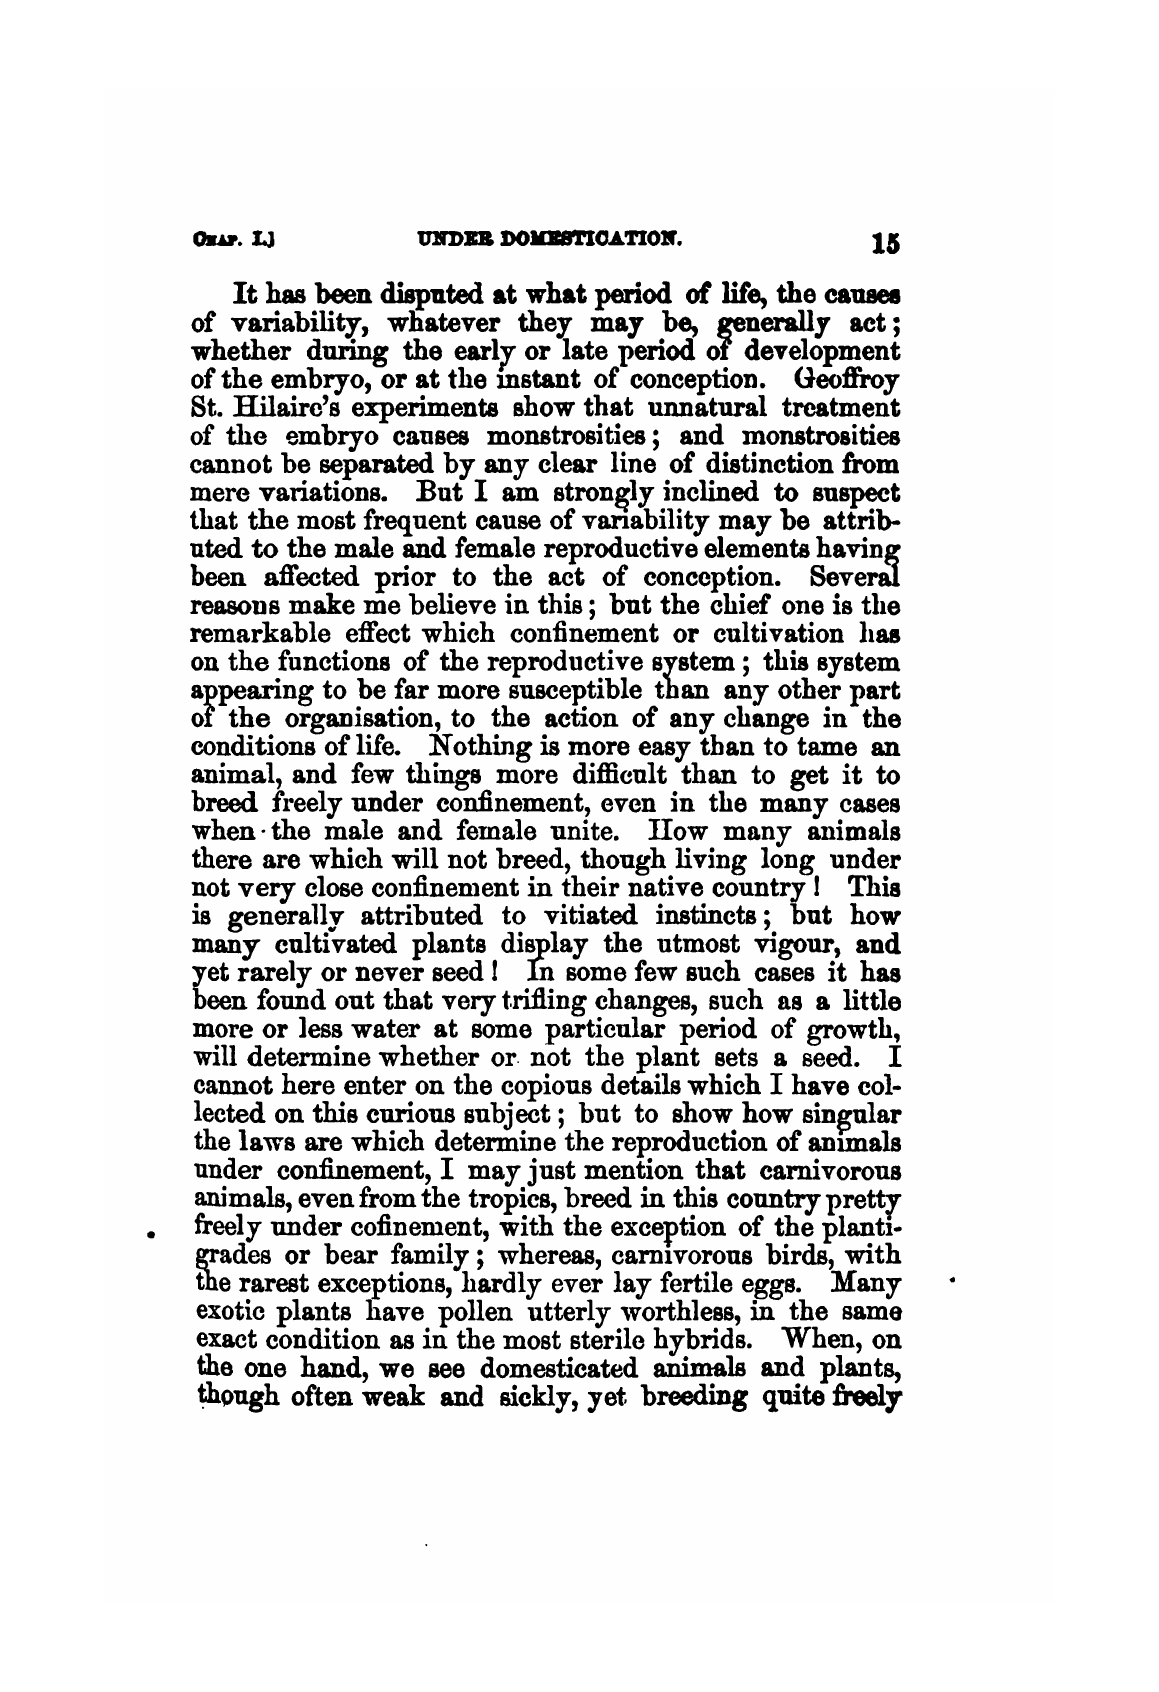 CHAP. I.] UNDER DOMESTICATION. 15
It has been disputed at what period of life, the causes
of variability, whatever they may be, generally act;
whether during the early or late period of development
of the embryo, or at the instant of conception. Geoffroy
St. Hilaire's experiments show that unnatural treatment
of the embryo causes monstrosities; and monstrosities
cannot be separated by any clear line of distinction from
mere variations. But I am strongly inclined to suspect
that the most frequent cause of variability may be attrib-
uted to the male and female reproductive elements having
been affected prior to the act of conception. Several
reasons make me believe in this; but the chief one is the
remarkable effect which confinement or cultivation has
on the functions of the reproductive system; this system
appearing to be far more susceptible than any other part
of the organisation, to the action of any change in the
conditions of life. Nothing is more easy than to tame an
animal, and few things more difficult than to get it to
breed freely under confinement, even in the many cases
when the male and female unite. How many animals
there are which will not breed, though living long under
not very close confinement in their native country! This
is generally attributed to vitiated instincts; but how
many cultivated plants display the utmost vigour, and
yet rarely or never seed! In some few such cases it has
been found out that very trifling changes, such as a little
more or less water at some particular period of growth,
will determine whether or not the plant sets a seed. I
cannot here enter on the copious details which I have col-
lected on this curious subject; but to show how singular
the laws are which determine the reproduction of animals
under confinement, I may just mention that carnivorous
animals, even from the tropics, breed in this country pretty
freely under cofinement, with the exception of the planti-
grades or bear family; whereas, carnivorous birds, with
the rarest exceptions, hardly ever lay fertile eggs. Many
exotic plants have pollen utterly worthless, in the same
exact condition as in the most sterile hybrids. When, on
the one hand, we see domesticated animals and plants,
though often weak and sickly, yet breeding quite freely